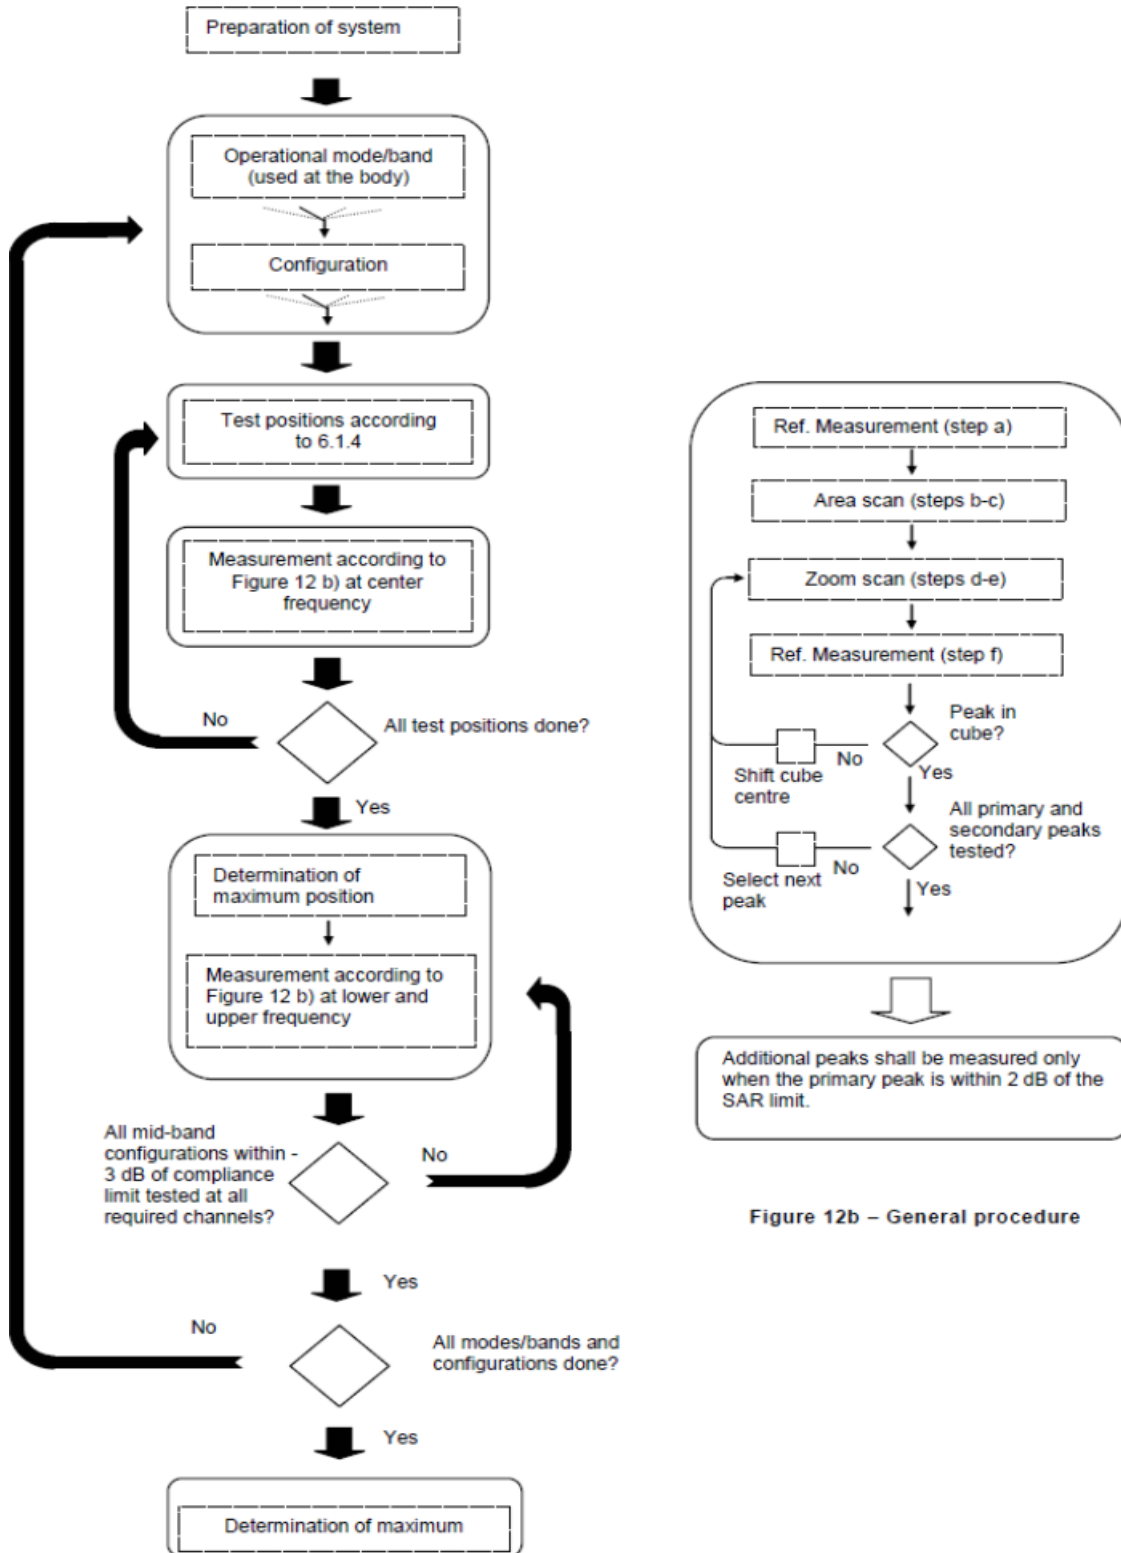 Preparation of system
Operational mode/band
(used at the body)
Configuration
Test positions according
to 6.1.4
Measurement according to
Figure 12 b) at center
frequency
No
All test positions done?
Yes
Determination of
maximum position
Measurement according to
Figure 12 b) at lower and
upper frequency
All mid-band
configurations within -
3 dB of compliance
limit tested at all
required channels?
No
Yes
No
All modes/bands and
configurations done?
Yes
Determination of maximum
Ref. Measurement (step a)
Area scan (steps b-c)
Zoom scan (steps d-e)
Ref. Measurement (step f)
Peak in
cube?
No
Shift cube
centre
Yes
All primary and
secondary peaks
tested?
No
Select next
peak
Yes
Additional peaks shall be measured only
when the primary peak is within 2 dB of the
SAR limit.
Figure 12b – General procedure